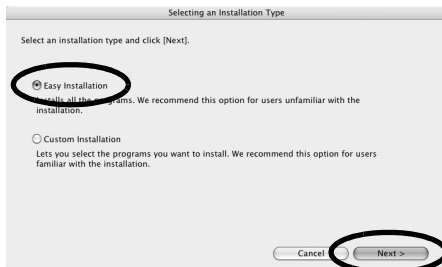 Selecting an Installation Type
Select an installation type and click [Next].
Easy Installation
Installs all the programs. We recommend this option for users unfamiliar with the
installation.
Custom Installation
Lets you select the programs you want to install. We recommend this option for users
familiar with the installation.
Cancel
Next >